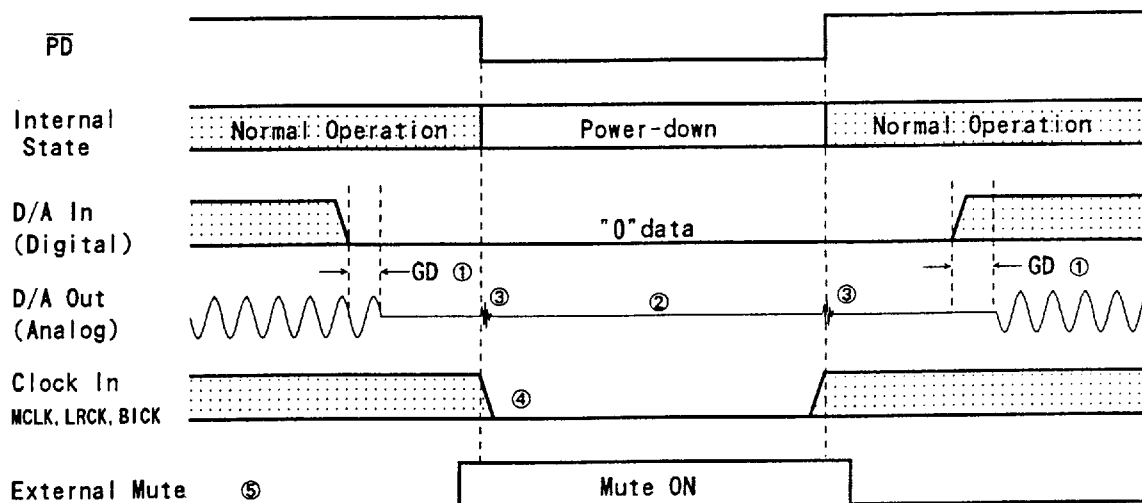 PD
Internal State
Normal Operation Power-down Normal Operation
D/A In (Digital)
"0" data
GD ① GD ①
D/A Out (Analog)
③ ② ③
Clock In
MCLK, LRCK, BICK
④
External Mute ⑤
Mute ON